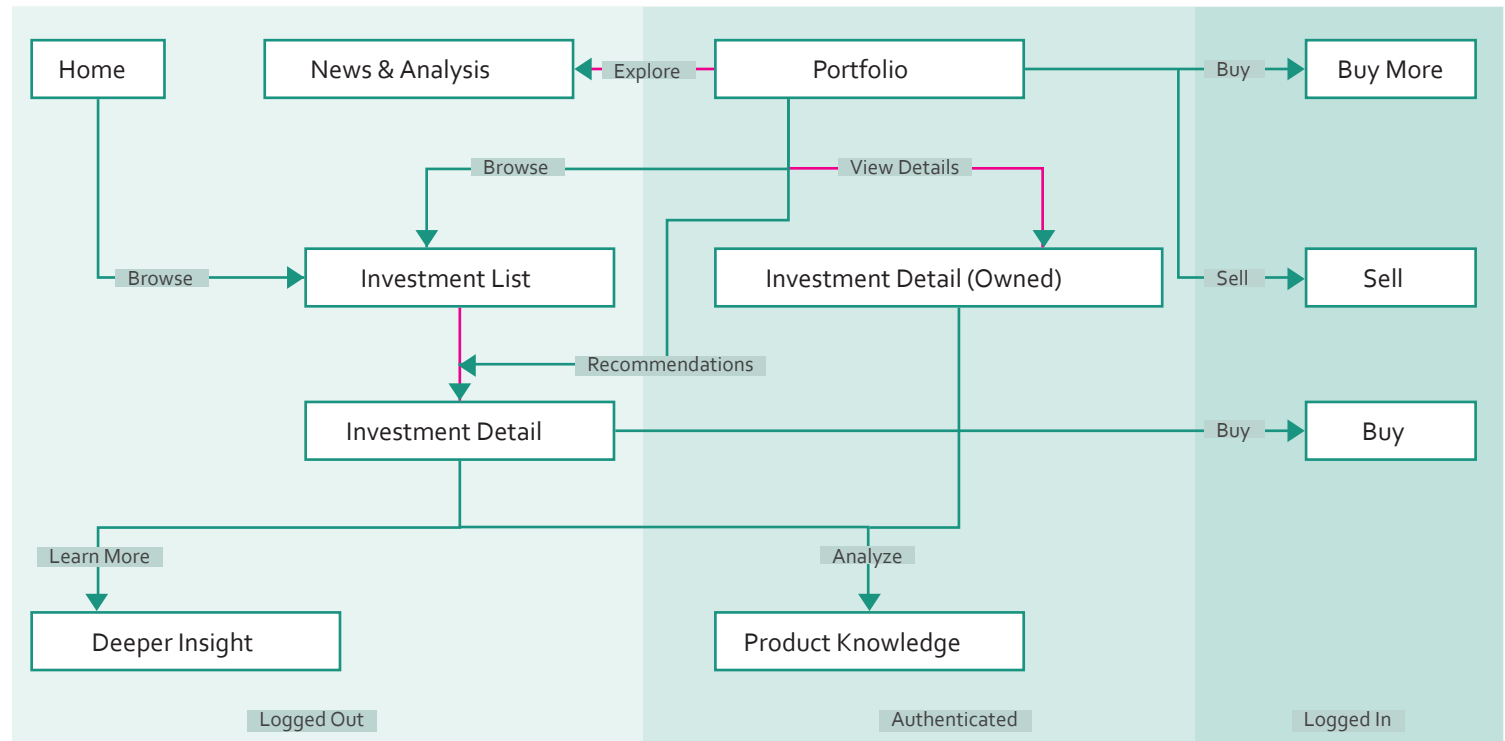 Home
News & Analysis
Explore
Portfolio
Buy
Buy More
Browse
View Details
Browse
Investment List
Investment Detail (Owned)
Sell
Sell
Recommendations
Investment Detail
Buy
Buy
Learn More
Analyze
Deeper Insight
Product Knowledge
Logged Out
Authenticated
Logged In